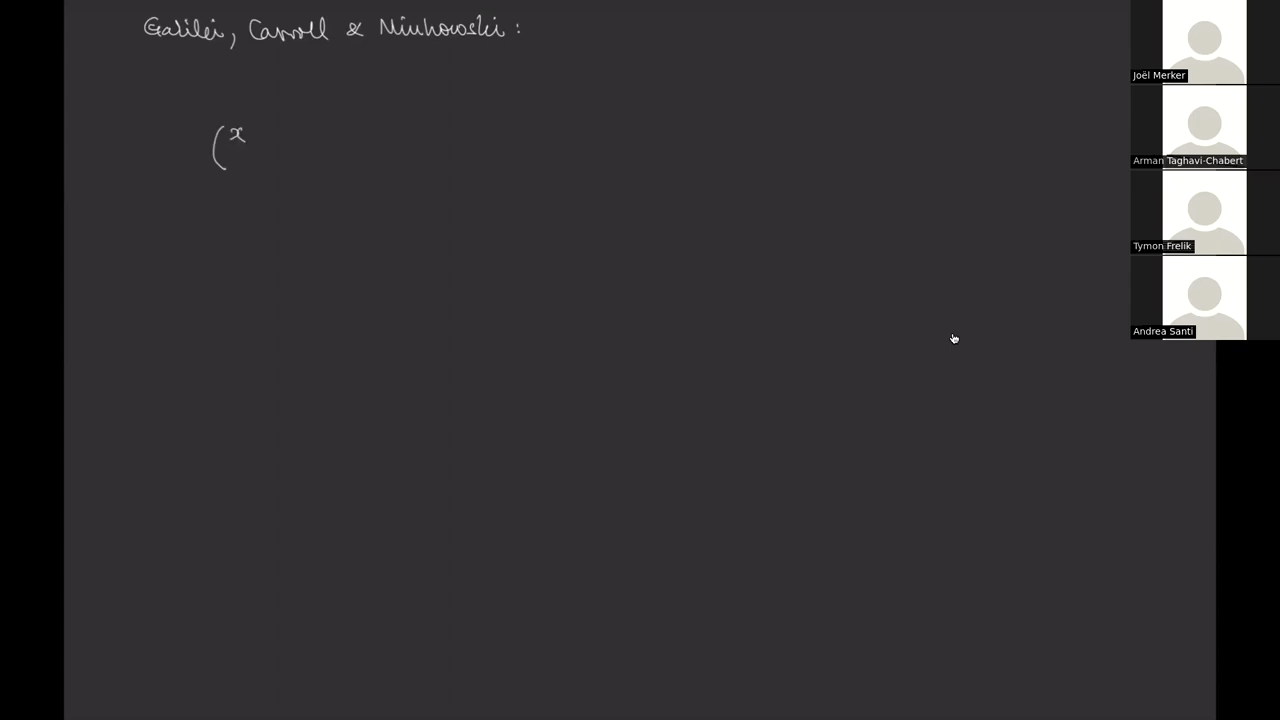 Galilei, Carroll & Minkowski :
(x
Joël Merker
Arman Taghavi-Chabert
Tymon Frelik
Andrea Santi